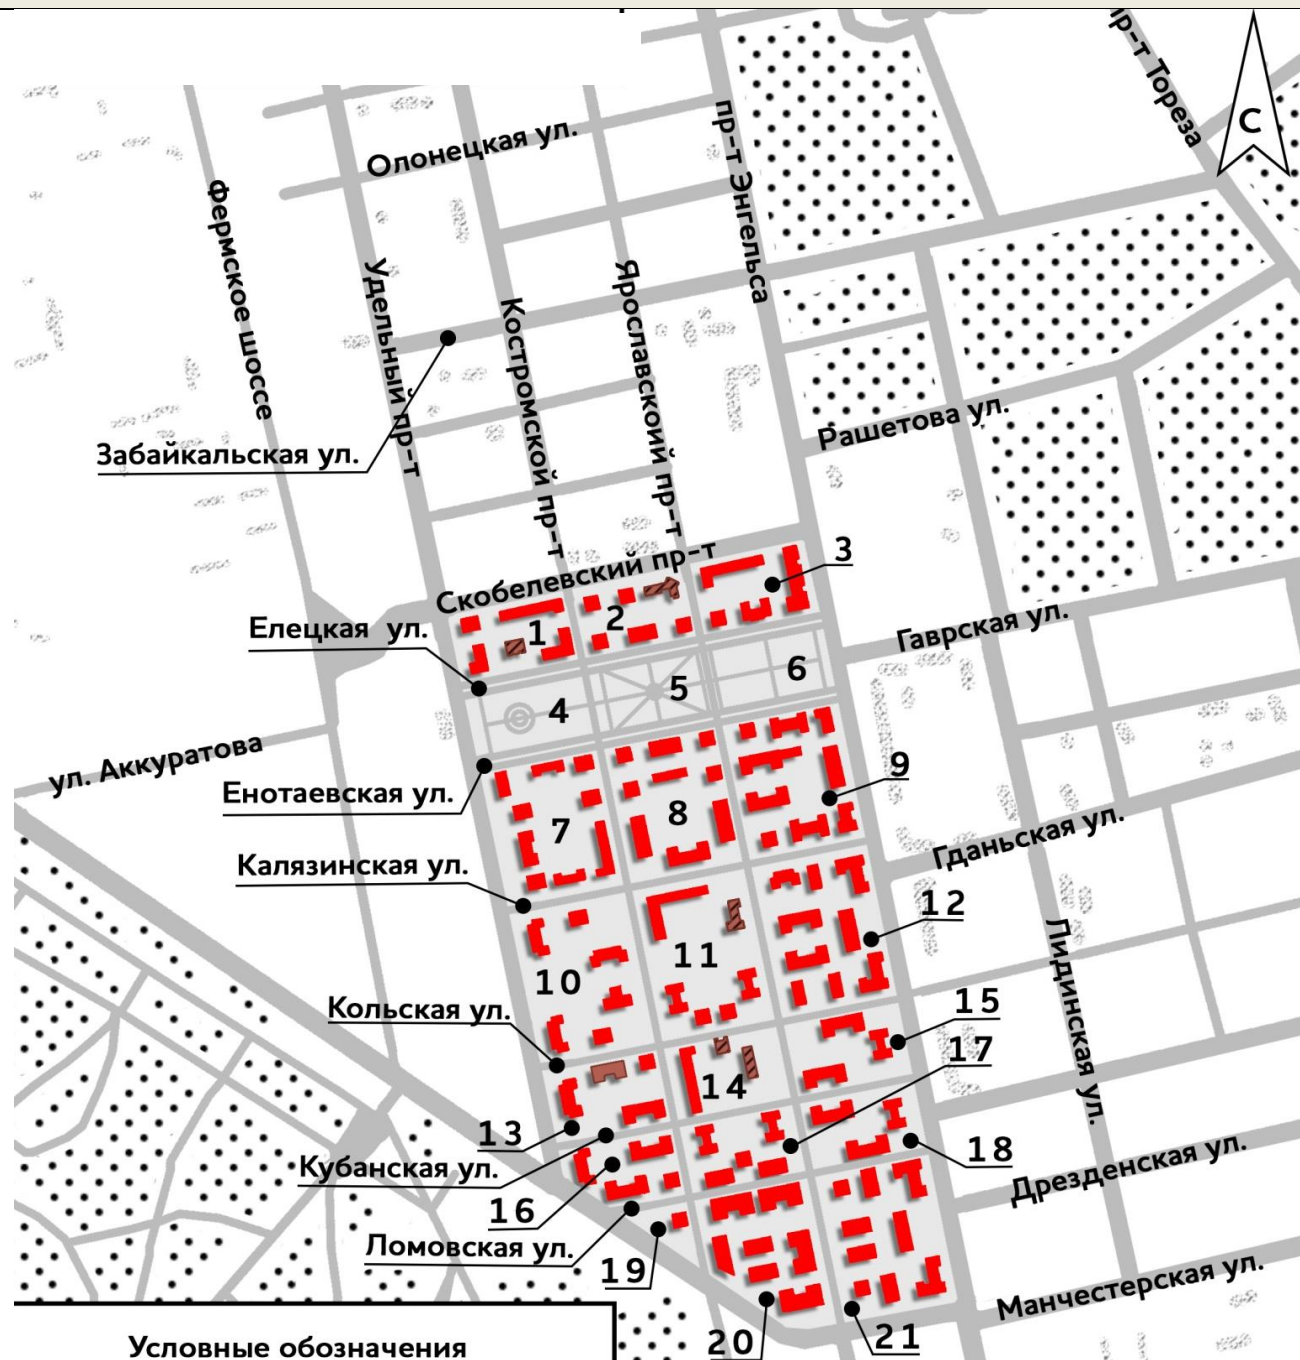 пр-т Тореза
С
Олонецкая ул.
пр-т Энгельса
Фермское шоссе
Удельный пр-т
Костромской пр-т
Ярославскоий пр-т
Забайкальская ул.
Рашетова ул.
Скобелевский пр-т
3
Елецкая ул.
1
2
Гаврская ул.
4
5
6
ул. Аккуратова
Енотаевская ул.
7
8
9
Гданьская ул.
Калязинская ул.
10
11
12
Лидинская ул.
Кольская ул.
15
14
17
13
Кубанская ул.
18
16
Дрезденская ул.
Ломовская ул.
19
Манчестерская ул.
20
21
Условные обозначения